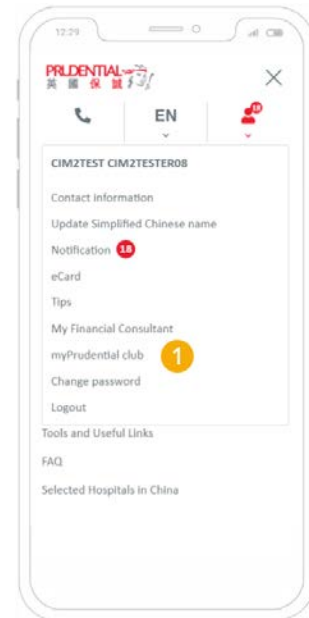 12:29
PRUDENTIAL
英國保誠
EN
18
CIM2TEST CIM2TESTER08
Contact information
Update Simplified Chinese name
Notification 18
eCard
Tips
My Financial Consultant
myPrudential club 1
Change password
Logout
Tools and Useful Links
FAQ
Selected Hospitals in China